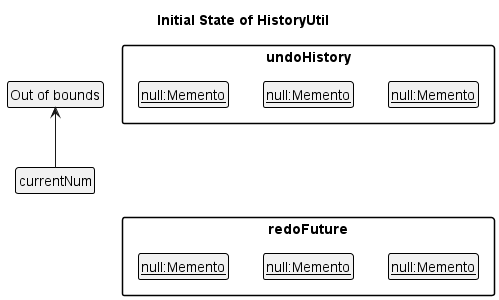 Initial State of HistoryUtil
undoHistory
Out of bounds
null:Memento
null:Memento
null:Memento
currentNum
redoFuture
null:Memento
null:Memento
null:Memento